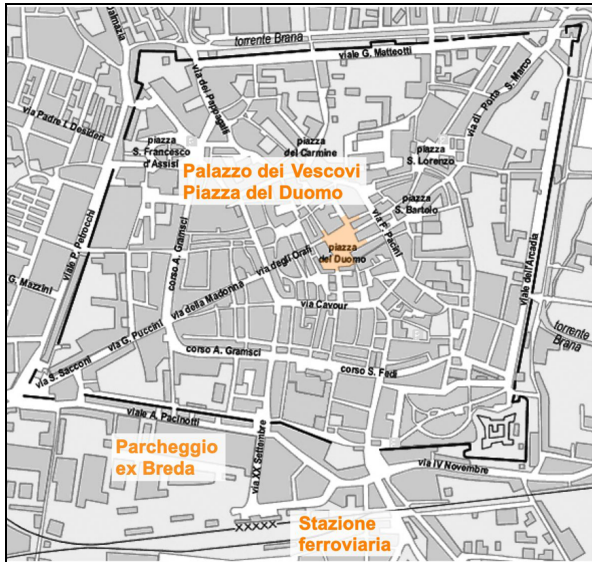 Dalmazia
torrente Brana
viale G. Matteotti
via dei Pappagalli
via di Porta
S. Marco
via Padre I. Desideri
piazza
S. Francesco
d'Assisi
piazza
del Carmine
piazza
S. Lorenzo
Palazzo dei Vescovi
Piazza del Duomo
piazza
S. Bartolo
via F. Pacini
piazza
del Duomo
viale P. Petrocchi
corso A. Gramsci
via degli Orafi
viale dell'Arcadia
G. Mazzini
via della Madonna
via Cavour
torrente
Brana
via G. Puccini
corso A. Gramsci
via S. Sacconi
corso S. Fedi
viale A. Pacinotti
Parcheggio
ex Breda
via XX Settembre
via IV Novembre
Stazione
ferroviaria